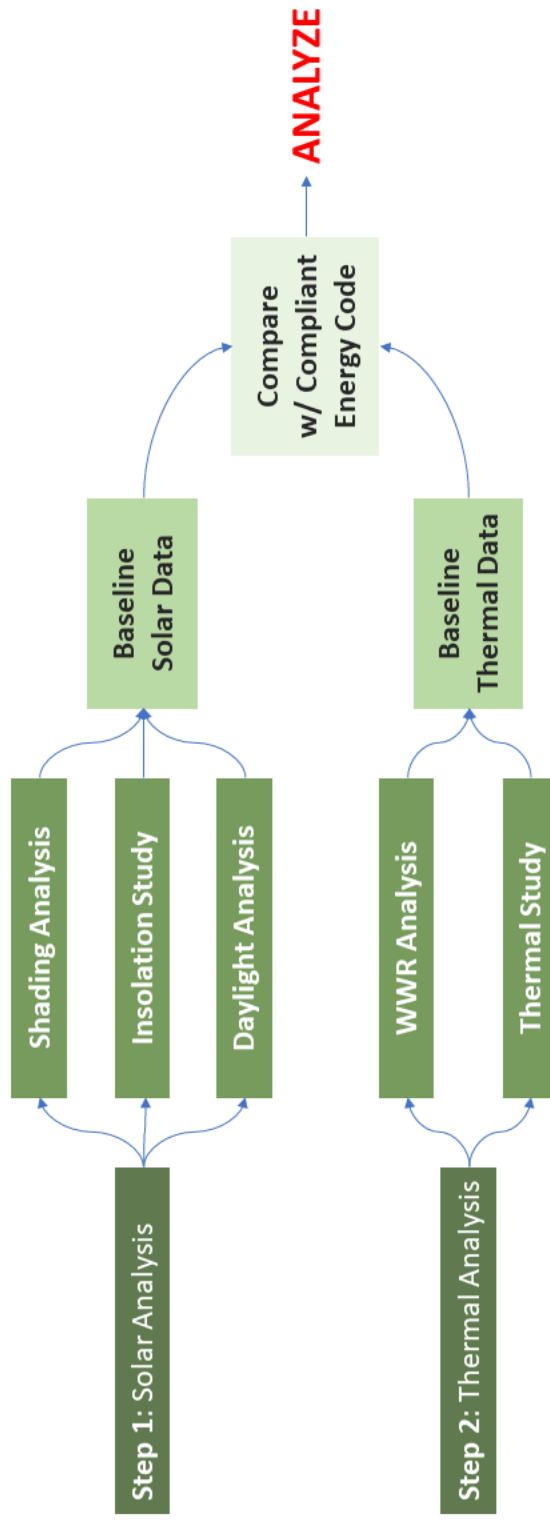 Step 1: Solar Analysis
Shading Analysis
Insolation Study
Daylight Analysis
Baseline
Solar Data
Step 2: Thermal Analysis
WWR Analysis
Thermal Study
Baseline
Thermal Data
Compare
w/ Compliant
Energy Code
ANALYZE